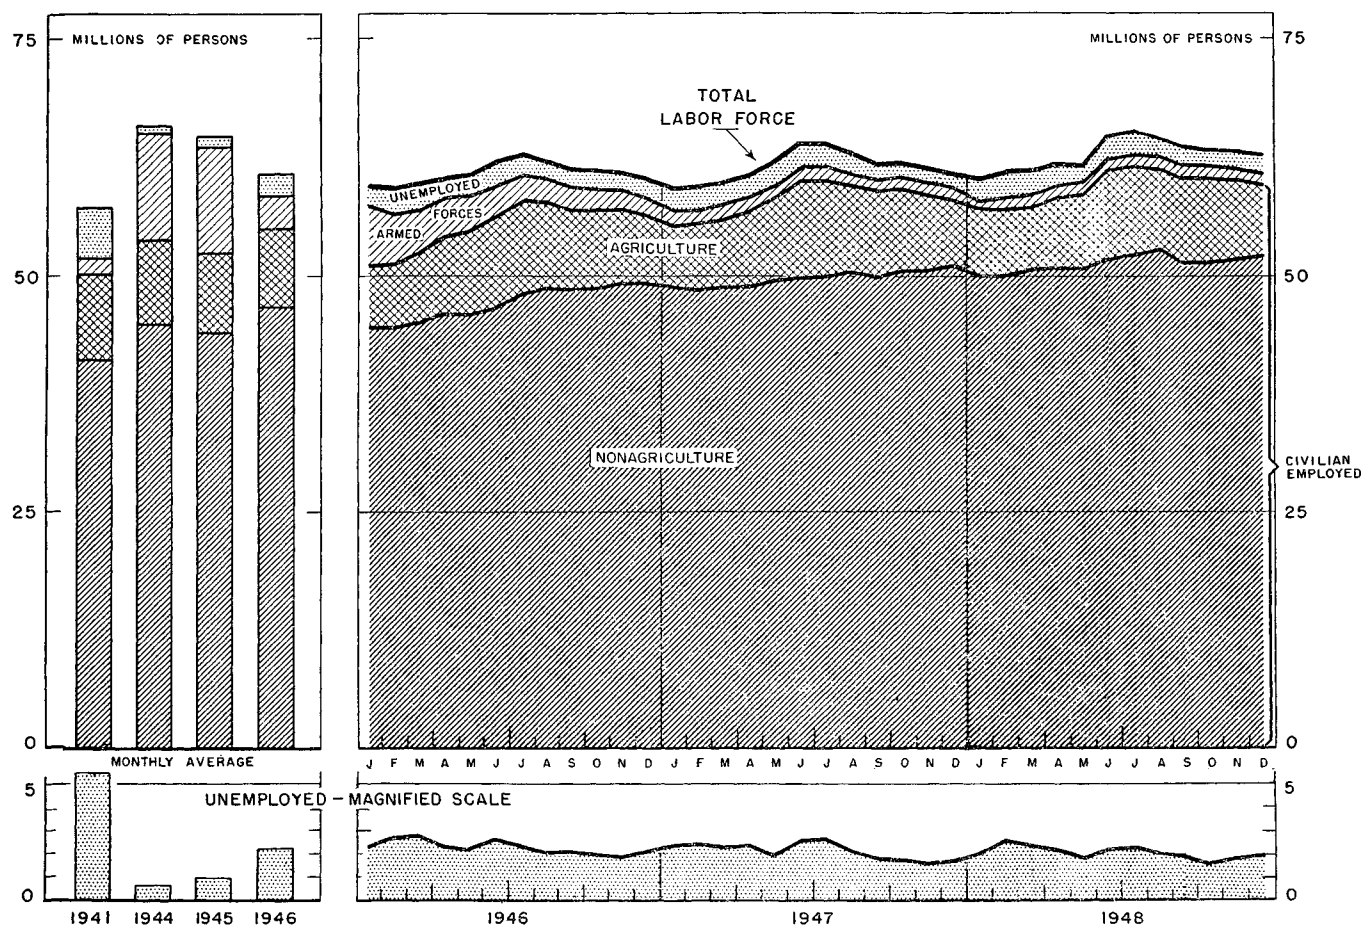 75
MILLIONS OF PERSONS
50
25
0
MONTHLY AVERAGE
MILLIONS OF PERSONS
75
TOTAL
LABOR FORCE
UNEMPLOYED
ARMED FORCES
AGRICULTURE
50
NONAGRICULTURE
CIVILIAN
EMPLOYED
25
0
J F M A M J J A S O N D J F M A M J J A S O N D J F M A M J J A S O N D
5
UNEMPLOYED – MAGNIFIED SCALE
5
0
0
1941 1944 1945 1946
1946 1947 1948